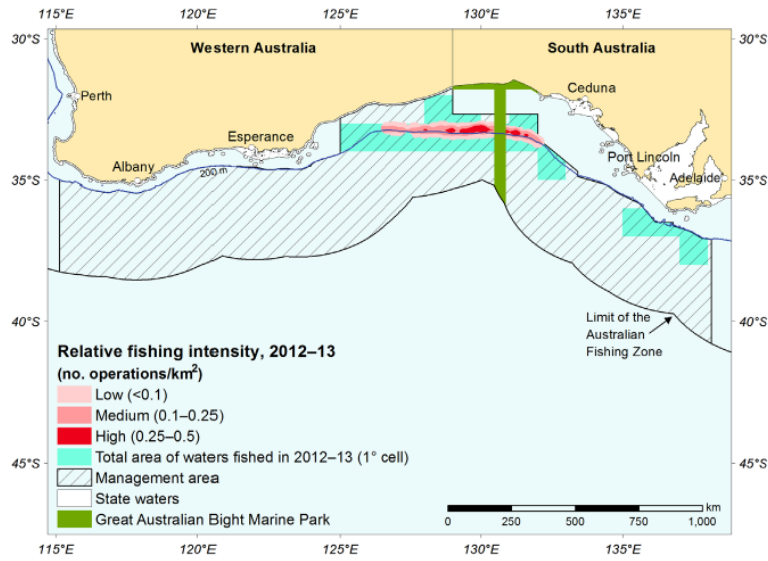 115°E 120°E 125°E 130°E 135°E
30°S 30°S
Western Australia South Australia
Ceduna
Perth
Esperance
Port Lincoln
Albany
200 m
Adelaide
35°S 35°S
Limit of the
Australian
Fishing Zone
40°S 40°S
Relative fishing intensity, 2012–13
(no. operations/km²)
Low (<0.1)
Medium (0.1–0.25)
High (0.25–0.5)
Total area of waters fished in 2012–13 (1° cell)
45°S 45°S
Management area
State waters
Great Australian Bight Marine Park
km
0 250 500 750 1,000
115°E 120°E 125°E 130°E 135°E